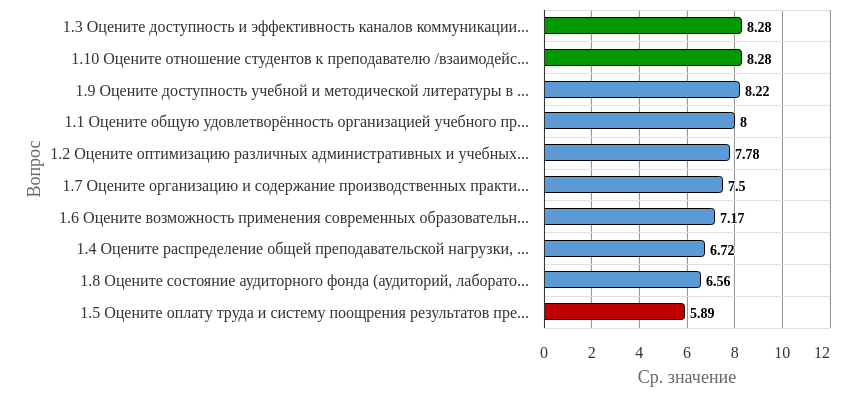 1.3 Оцените доступность и эффективность каналов коммуникации... 8.28
1.10 Оцените отношение студентов к преподавателю /взаимодейс... 8.28
1.9 Оцените доступность учебной и методической литературы в ... 8.22
1.1 Оцените общую удовлетворённость организацией учебного пр... 8
1.2 Оцените оптимизацию различных административных и учебных... 7.78
1.7 Оцените организацию и содержание производственных практи... 7.5
1.6 Оцените возможность применения современных образовательн... 7.17
1.4 Оцените распределение общей преподавательской нагрузки, ... 6.72
1.8 Оцените состояние аудиторного фонда (аудиторий, лаборато... 6.56
1.5 Оцените оплату труда и систему поощрения результатов пре... 5.89
Вопрос
0 2 4 6 8 10 12
Ср. значение